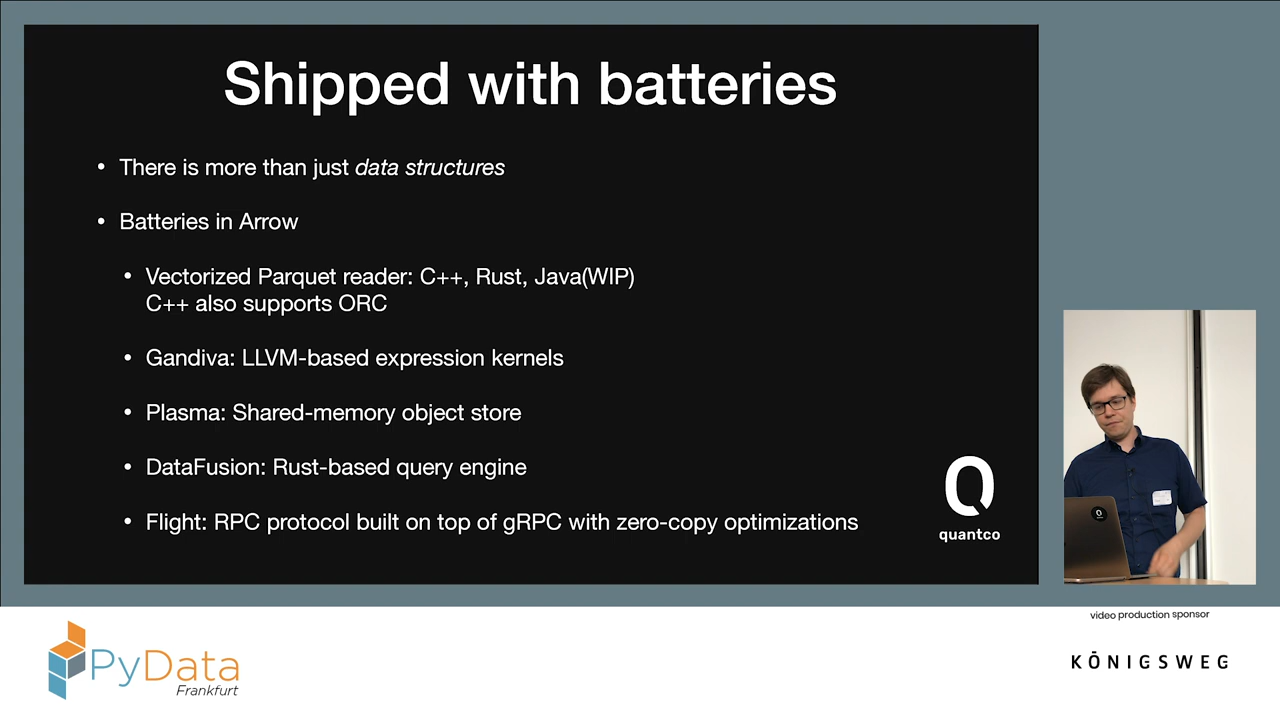 Shipped with batteries
• There is more than just data structures
• Batteries in Arrow
• Vectorized Parquet reader: C++, Rust, Java(WIP)
C++ also supports ORC
• Gandiva: LLVM-based expression kernels
• Plasma: Shared-memory object store
• DataFusion: Rust-based query engine
• Flight: RPC protocol built on top of gRPC with zero-copy optimizations
quantco
video production sponsor
PyData
Frankfurt
KÖNIGSWEG